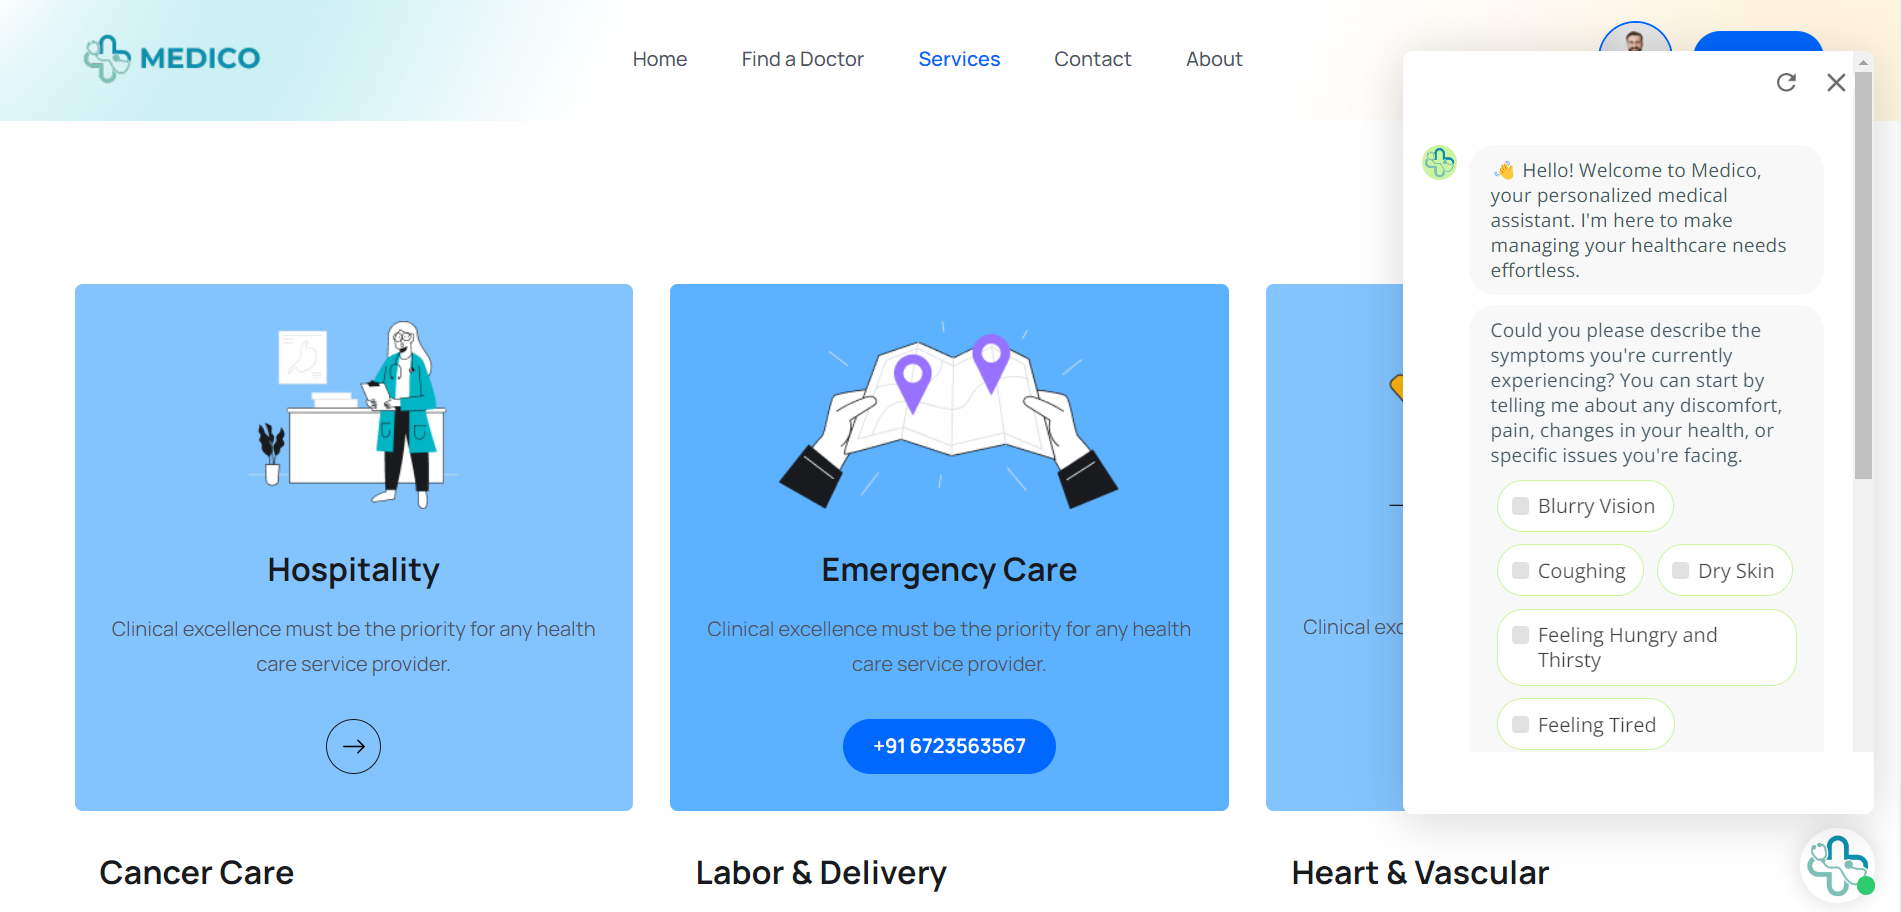 MEDICO
Home
Find a Doctor
Services
Contact
About
👋 Hello! Welcome to Medico,
your personalized medical
assistant. I'm here to make
managing your healthcare needs
effortless.
Could you please describe the
symptoms you're currently
experiencing? You can start by
telling me about any discomfort,
pain, changes in your health, or
specific issues you're facing.
Blurry Vision
Coughing
Dry Skin
Feeling Hungry and
Thirsty
Feeling Tired
Hospitality
Clinical excellence must be the priority for any health
care service provider.
Emergency Care
Clinical excellence must be the priority for any health
care service provider.
+91 6723563567
Clinical exc
Cancer Care
Labor & Delivery
Heart & Vascular